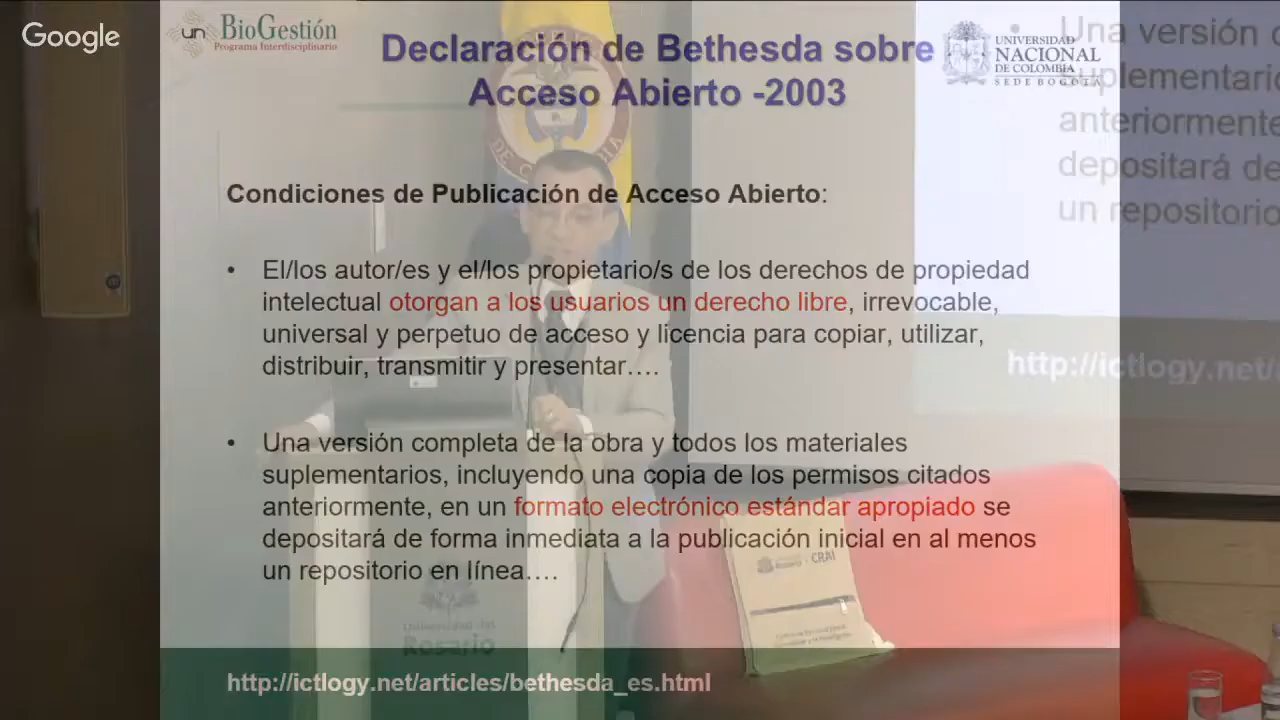 Google
un BioGestión
Programa Interdisciplinario
Declaración de Bethesda sobre
Acceso Abierto -2003
UNIVERSIDAD
NACIONAL
DE COLOMBIA
SEDE BOGOTÁ
Condiciones de Publicación de Acceso Abierto:
• El/los autor/es y el/los propietario/s de los derechos de propiedad
intelectual otorgan a los usuarios un derecho libre, irrevocable,
universal y perpetuo de acceso y licencia para copiar, utilizar,
distribuir, transmitir y presentar….
• Una versión completa de la obra y todos los materiales
suplementarios, incluyendo una copia de los permisos citados
anteriormente, en un formato electrónico estándar apropiado se
depositará de forma inmediata a la publicación inicial en al menos
un repositorio en línea….
http://ictlogy.net/articles/bethesda_es.html
• Una versión
suplementario
anteriormente
depositará de
un repositorio
http://ictlogy.net/
DE COL
Universidad del
Rosario
Rosario
CRAI